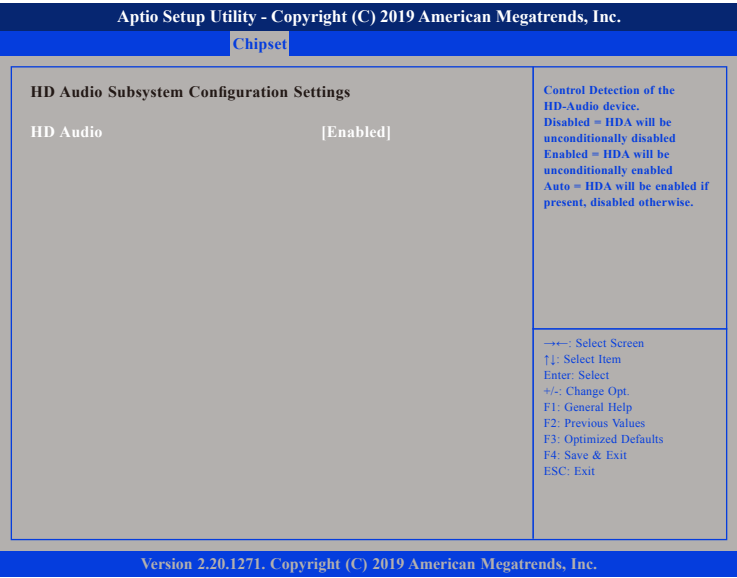 Aptio Setup Utility - Copyright (C) 2019 American Megatrends, Inc.
Chipset
HD Audio Subsystem Configuration Settings
HD Audio [Enabled]
Control Detection of the
HD-Audio device.
Disabled = HDA will be
unconditionally disabled
Enabled = HDA will be
unconditionally enabled
Auto = HDA will be enabled if
present, disabled otherwise.
→←: Select Screen
↑↓: Select Item
Enter: Select
+/-: Change Opt.
F1: General Help
F2: Previous Values
F3: Optimized Defaults
F4: Save & Exit
ESC: Exit
Version 2.20.1271. Copyright (C) 2019 American Megatrends, Inc.